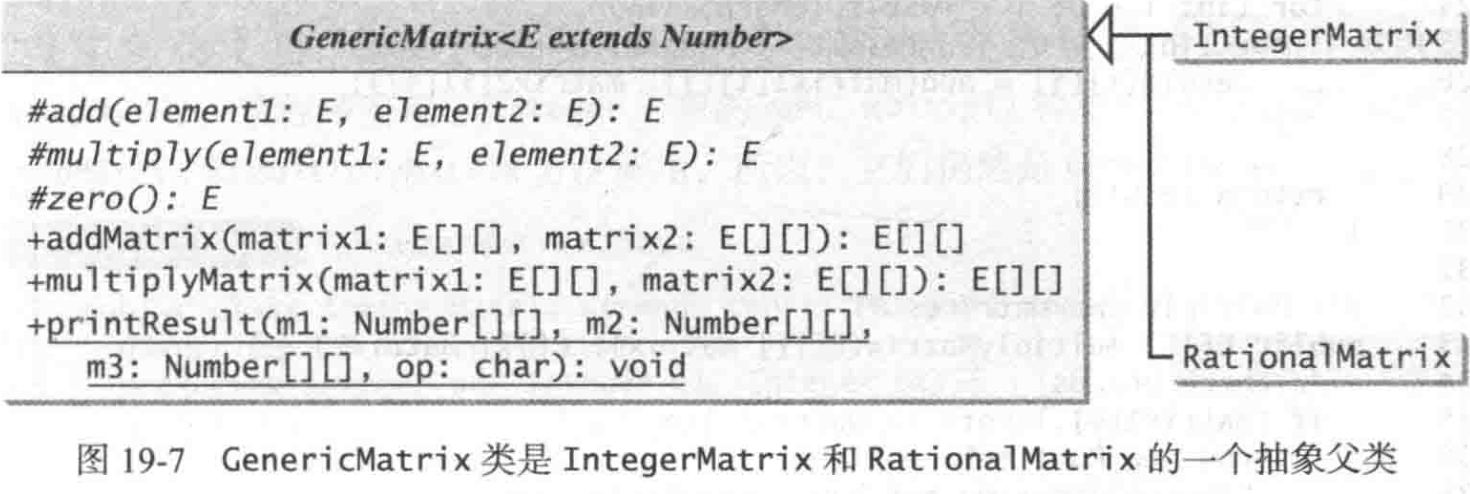 GenericMatrix<E extends Number>
IntegerMatrix
#add(element1: E, element2: E): E
#multiply(element1: E, element2: E): E
#zero(): E
+addMatrix(matrix1: E[][], matrix2: E[][]): E[][]
+multiplyMatrix(matrix1: E[][], matrix2: E[][]): E[][]
+printResult(m1: Number[][], m2: Number[][],
m3: Number[][], op: char): void
RationalMatrix
图 19-7 GenericMatrix 类是 IntegerMatrix 和 RationalMatrix 的一个抽象父类